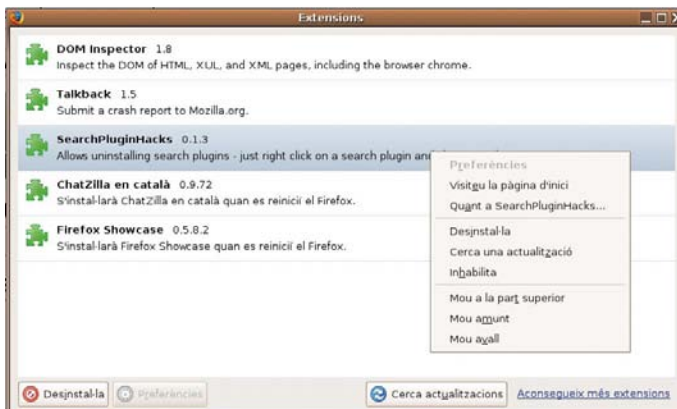 Extensions
DOM Inspector 1.8
Inspect the DOM of HTML, XUL, and XML pages, including the browser chrome.
Talkback 1.5
Submit a crash report to Mozilla.org.
SearchPluginHacks 0.1.3
Allows uninstalling search plugins - just right click on a search plugin and
Preferències
Visiteu la pàgina d'inici
Quant a SearchPluginHacks...
ChatZilla en català 0.9.72
S'instal·larà ChatZilla en català quan es reinicii el Firefox.
Desinstal·la
Firefox Showcase 0.5.8.2
Cerca una actualització
S'instal·larà Firefox Showcase quan es reinicii el Firefox.
Inhabilita
Mou a la part superior
Mou amunt
Mou avall
Desinstal·la
Preferències
Cerca actualitzacions
Aconsegueix més extensions